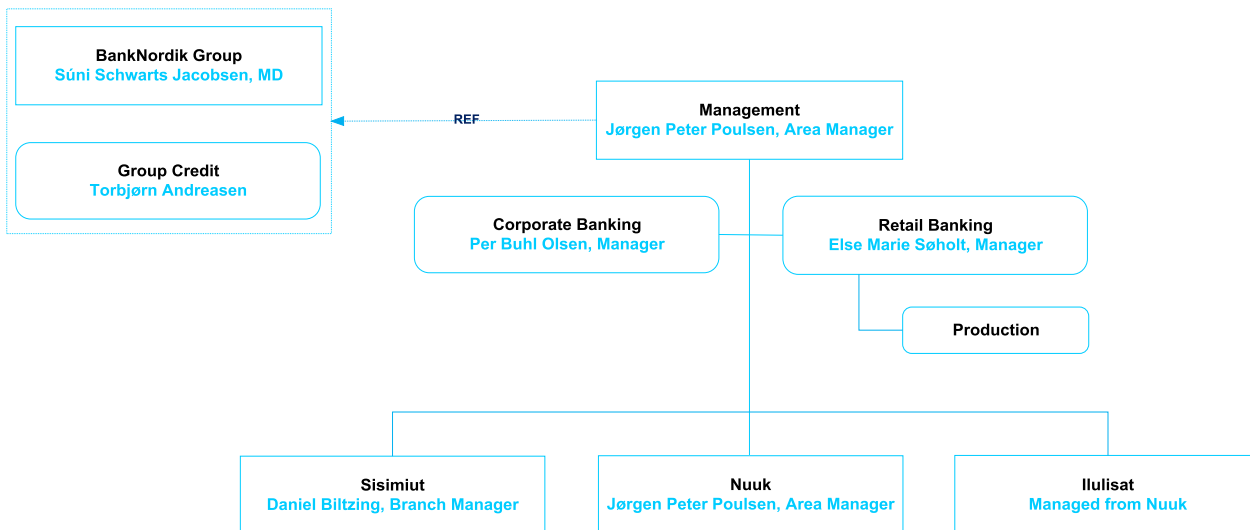 BankNordik Group
Súni Schwarts Jacobsen, MD
Group Credit
Torbjørn Andreasen
REF
Management
Jørgen Peter Poulsen, Area Manager
Corporate Banking
Per Buhl Olsen, Manager
Retail Banking
Else Marie Søholt, Manager
Production
Sisimiut
Daniel Biltzing, Branch Manager
Nuuk
Jørgen Peter Poulsen, Area Manager
Ilulisat
Managed from Nuuk